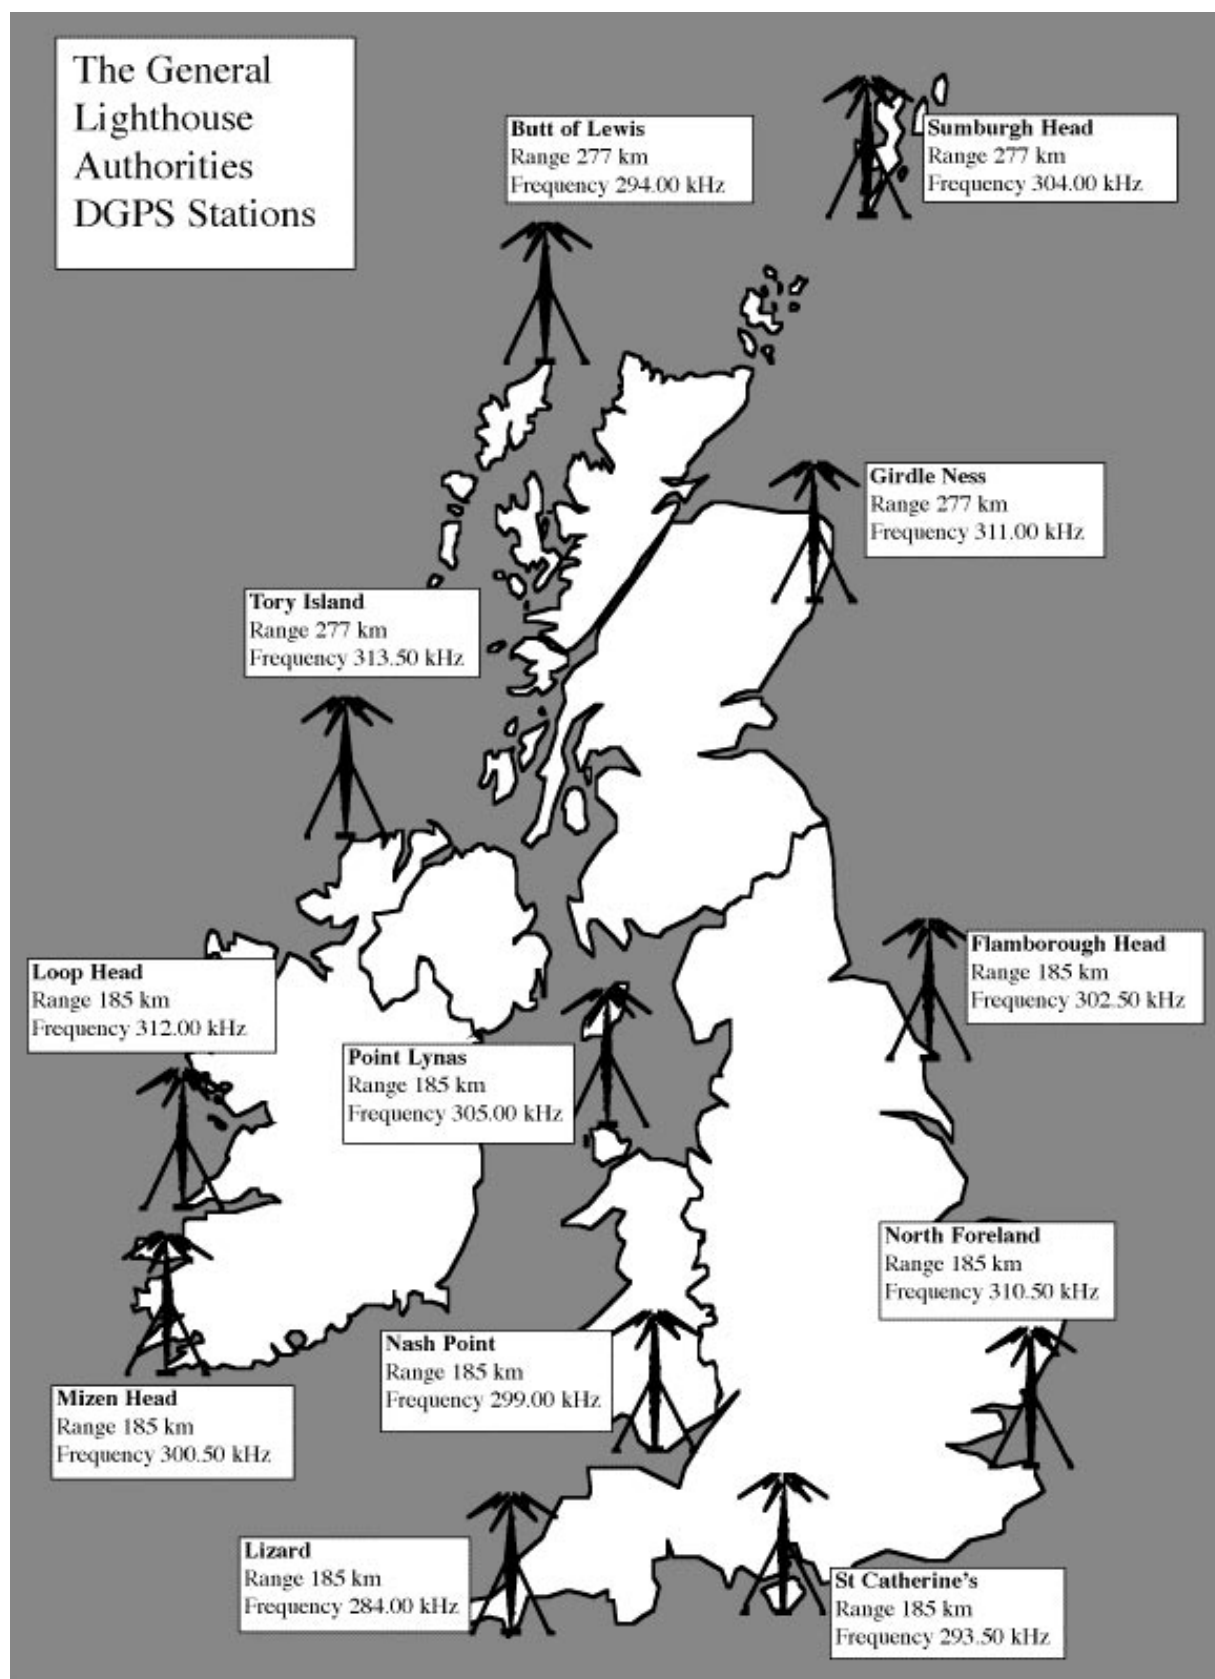 The General
Lighthouse
Authorities
DGPS Stations
Butt of Lewis
Range 277 km
Frequency 294.00 kHz
Sumburgh Head
Range 277 km
Frequency 304.00 kHz
Girdle Ness
Range 277 km
Frequency 311.00 kHz
Tory Island
Range 277 km
Frequency 313.50 kHz
Flamborough Head
Range 185 km
Frequency 302.50 kHz
Loop Head
Range 185 km
Frequency 312.00 kHz
Point Lynas
Range 185 km
Frequency 305.00 kHz
North Foreland
Range 185 km
Frequency 310.50 kHz
Nash Point
Range 185 km
Frequency 299.00 kHz
Mizen Head
Range 185 km
Frequency 300.50 kHz
Lizard
Range 185 km
Frequency 284.00 kHz
St Catherine's
Range 185 km
Frequency 293.50 kHz